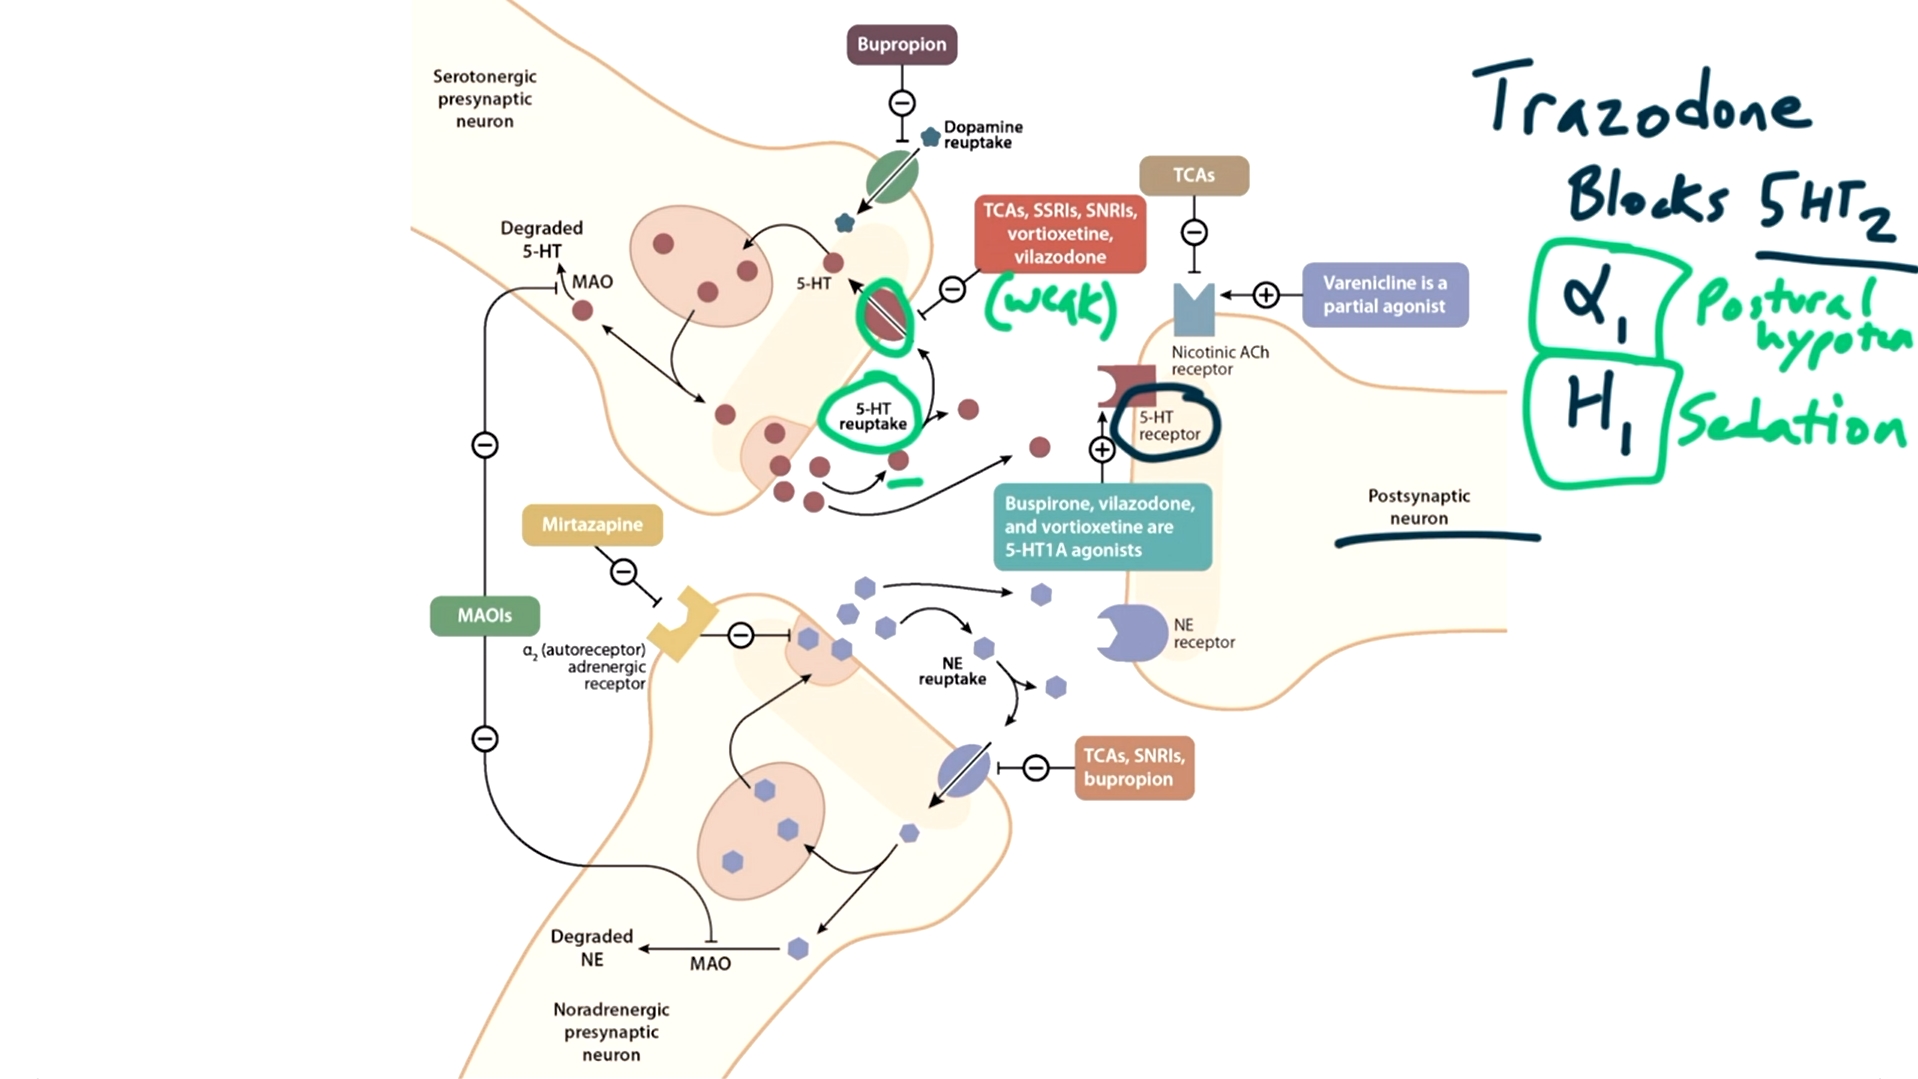 Bupropion
Serotonergic
presynaptic
neuron
Dopamine
reuptake
TCAs
TCAs, SSRIs, SNRIs,
vortioxetine,
vilazodone
(weak)
Degraded
5-HT
MAO
5-HT
Varenicline is a
partial agonist
Nicotinic ACh
receptor
5-HT
reuptake
5-HT
receptor
Buspirone, vilazodone,
and vortioxetine are
5-HT1A agonists
Postsynaptic
neuron
Mirtazapine
MAOIs
α₂ (autoreceptor)
adrenergic
receptor
NE
reuptake
NE
receptor
TCAs, SNRIs,
bupropion
Degraded
NE
MAO
Noradrenergic
presynaptic
neuron
Trazodone
Blocks 5HT₂
α₁ Postural
hypoten
H₁ Sedation